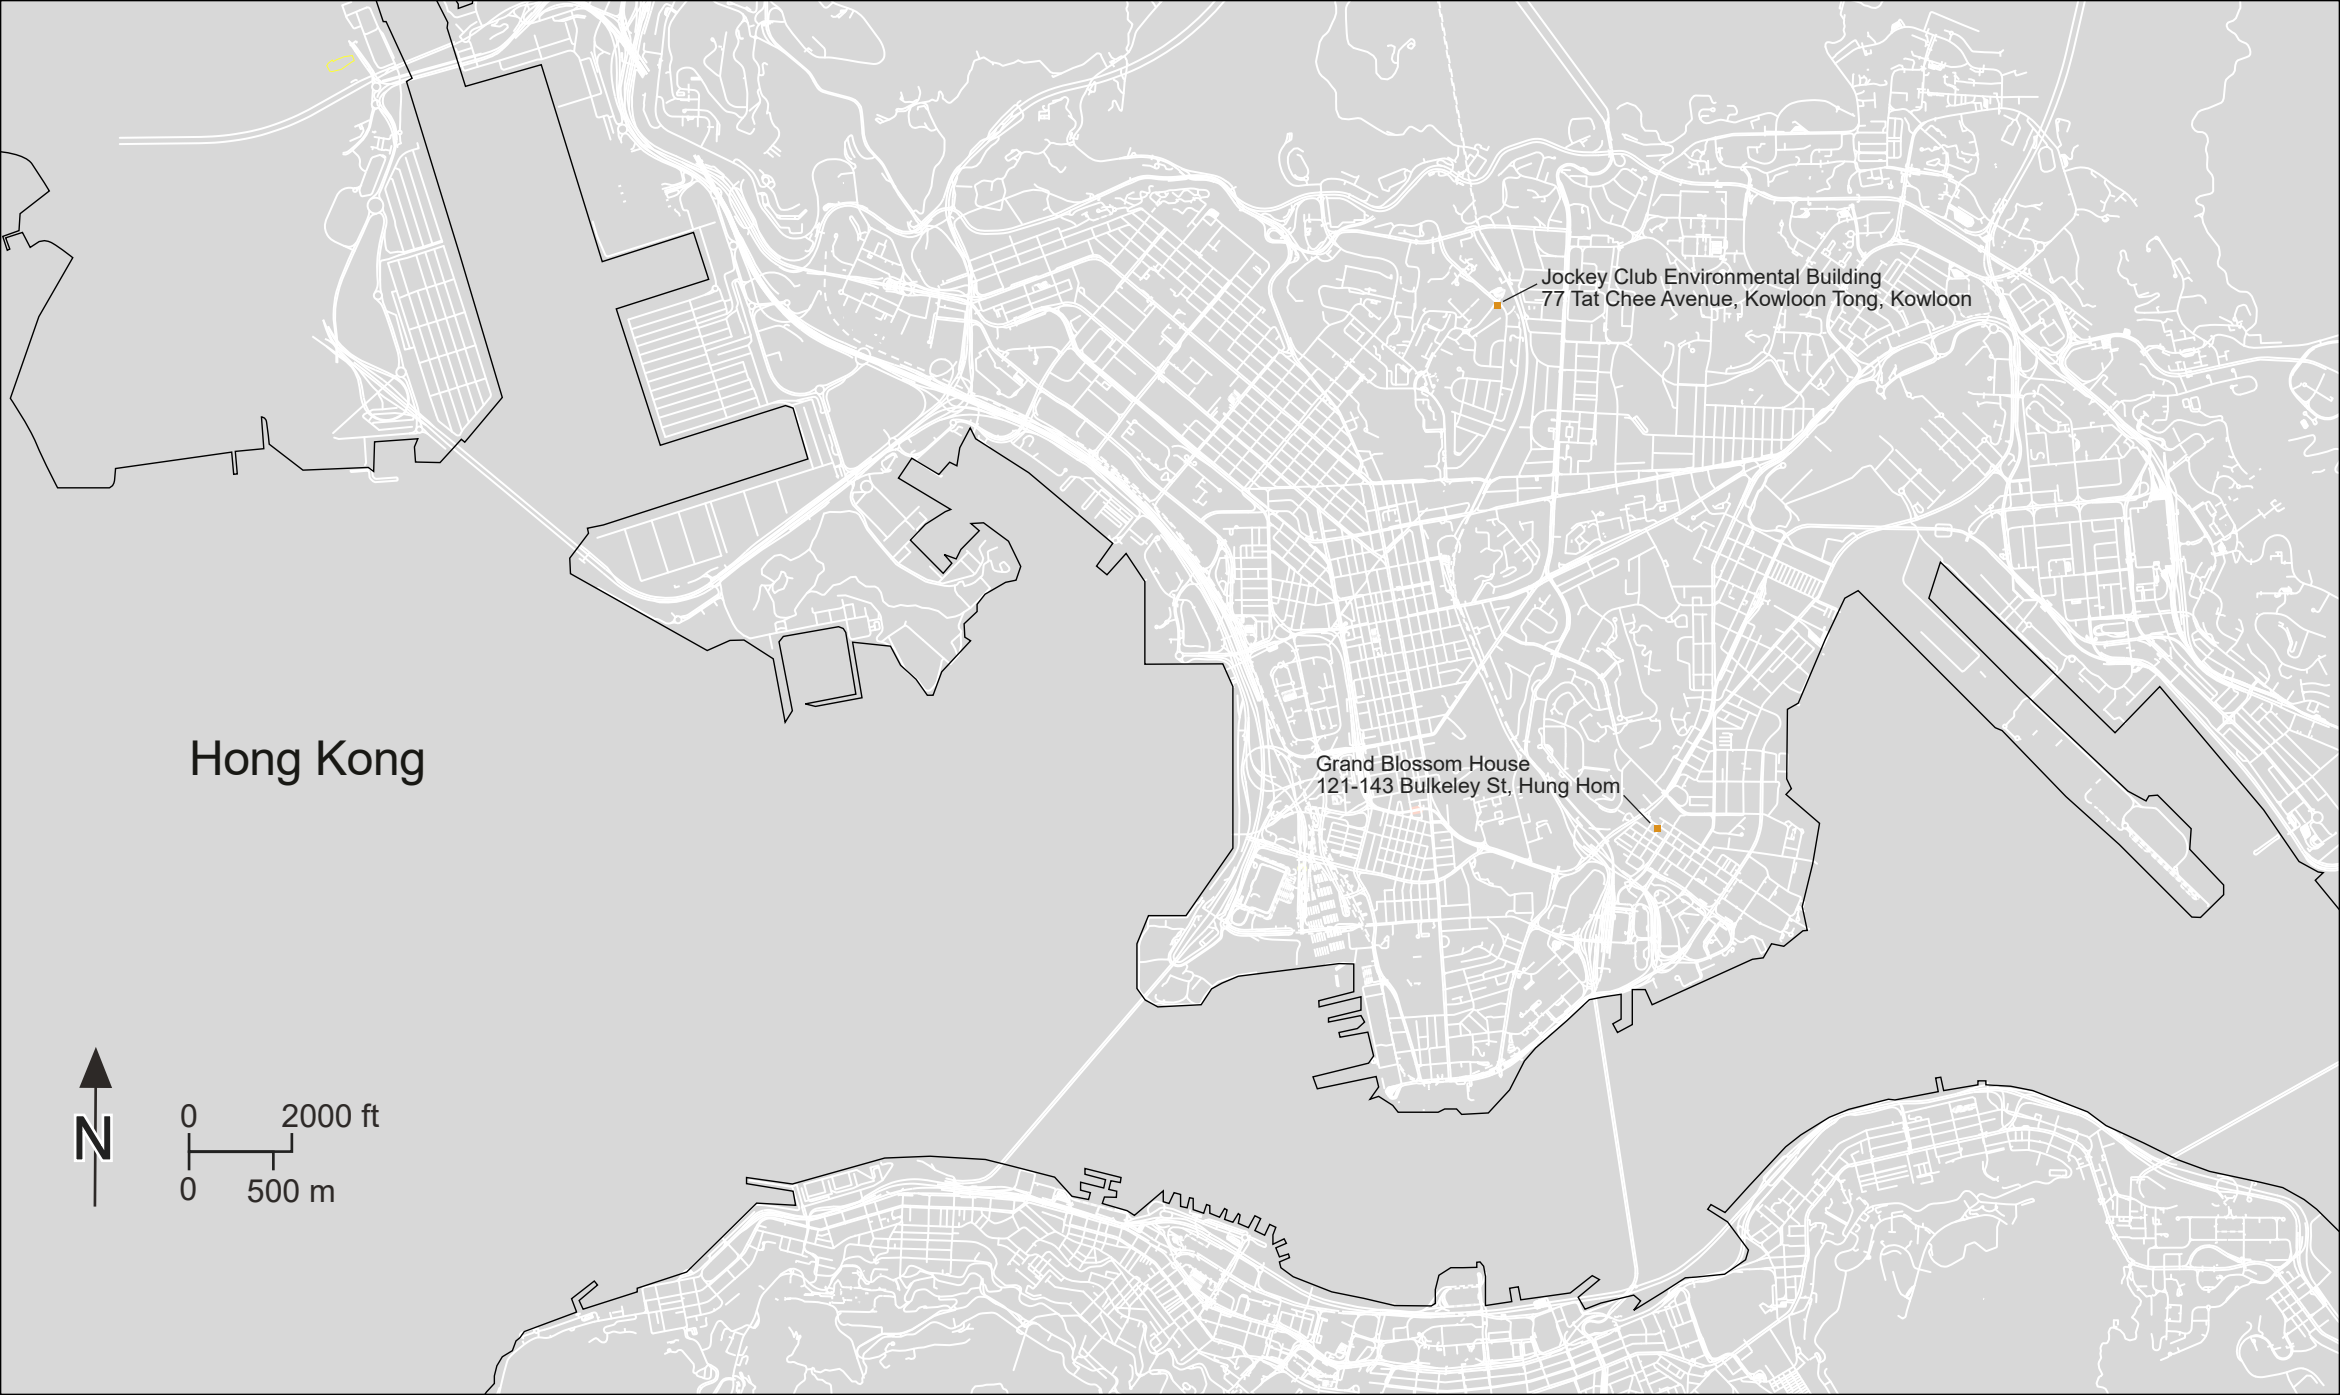 Jockey Club Environmental Building
77 Tat Chee Avenue, Kowloon Tong, Kowloon
Hong Kong
Grand Blossom House
121-143 Bulkeley St, Hung Hom
N
0 2000 ft
0 500 m